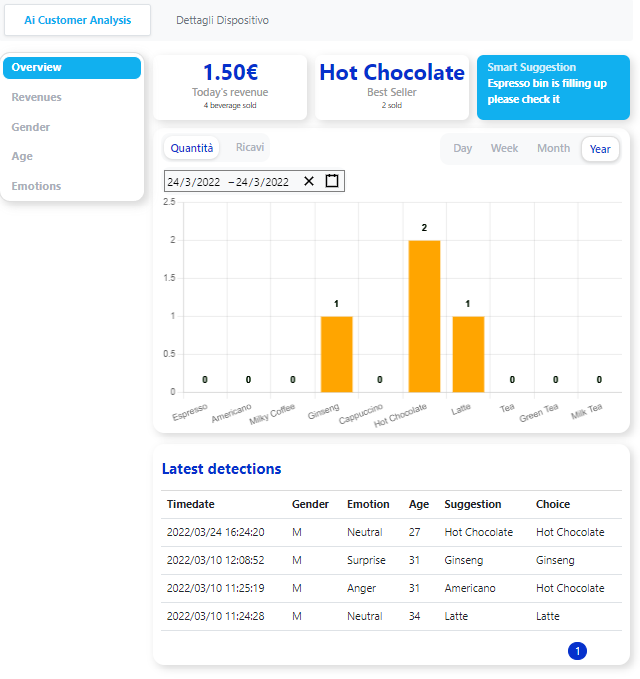 Ai Customer Analysis
Dettagli Dispositivo
Overview
Revenues
Gender
Age
Emotions
1.50€
Today's revenue
4 beverage sold
Hot Chocolate
Best Seller
2 sold
Smart Suggestion
Espresso bin is filling up
please check it
Quantità Ricavi
Day Week Month Year
24/3/2022 –24/3/2022
2.5
2
1.5
1
0.5
0
0 0 0 1 0 2 1 0 0 0
Espresso Americano Milky Coffee Ginseng Cappuccino Hot Chocolate Latte Tea Green Tea Milk Tea
Latest detections
Timedate Gender Emotion Age Suggestion Choice
2022/03/24 16:24:20 M Neutral 27 Hot Chocolate Hot Chocolate
2022/03/10 12:08:52 M Surprise 31 Ginseng Ginseng
2022/03/10 11:25:19 M Anger 31 Americano Hot Chocolate
2022/03/10 11:24:28 M Neutral 34 Latte Latte
1